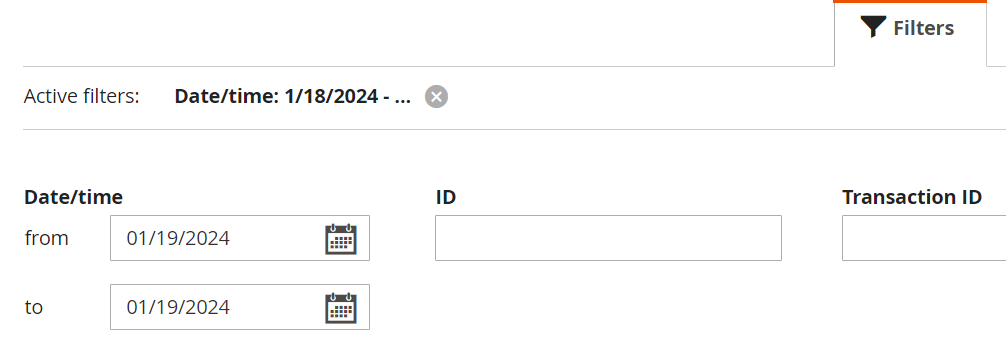 Filters
Active filters: Date/time: 1/18/2024 - ...
Date/time ID Transaction ID
from 01/19/2024
to 01/19/2024